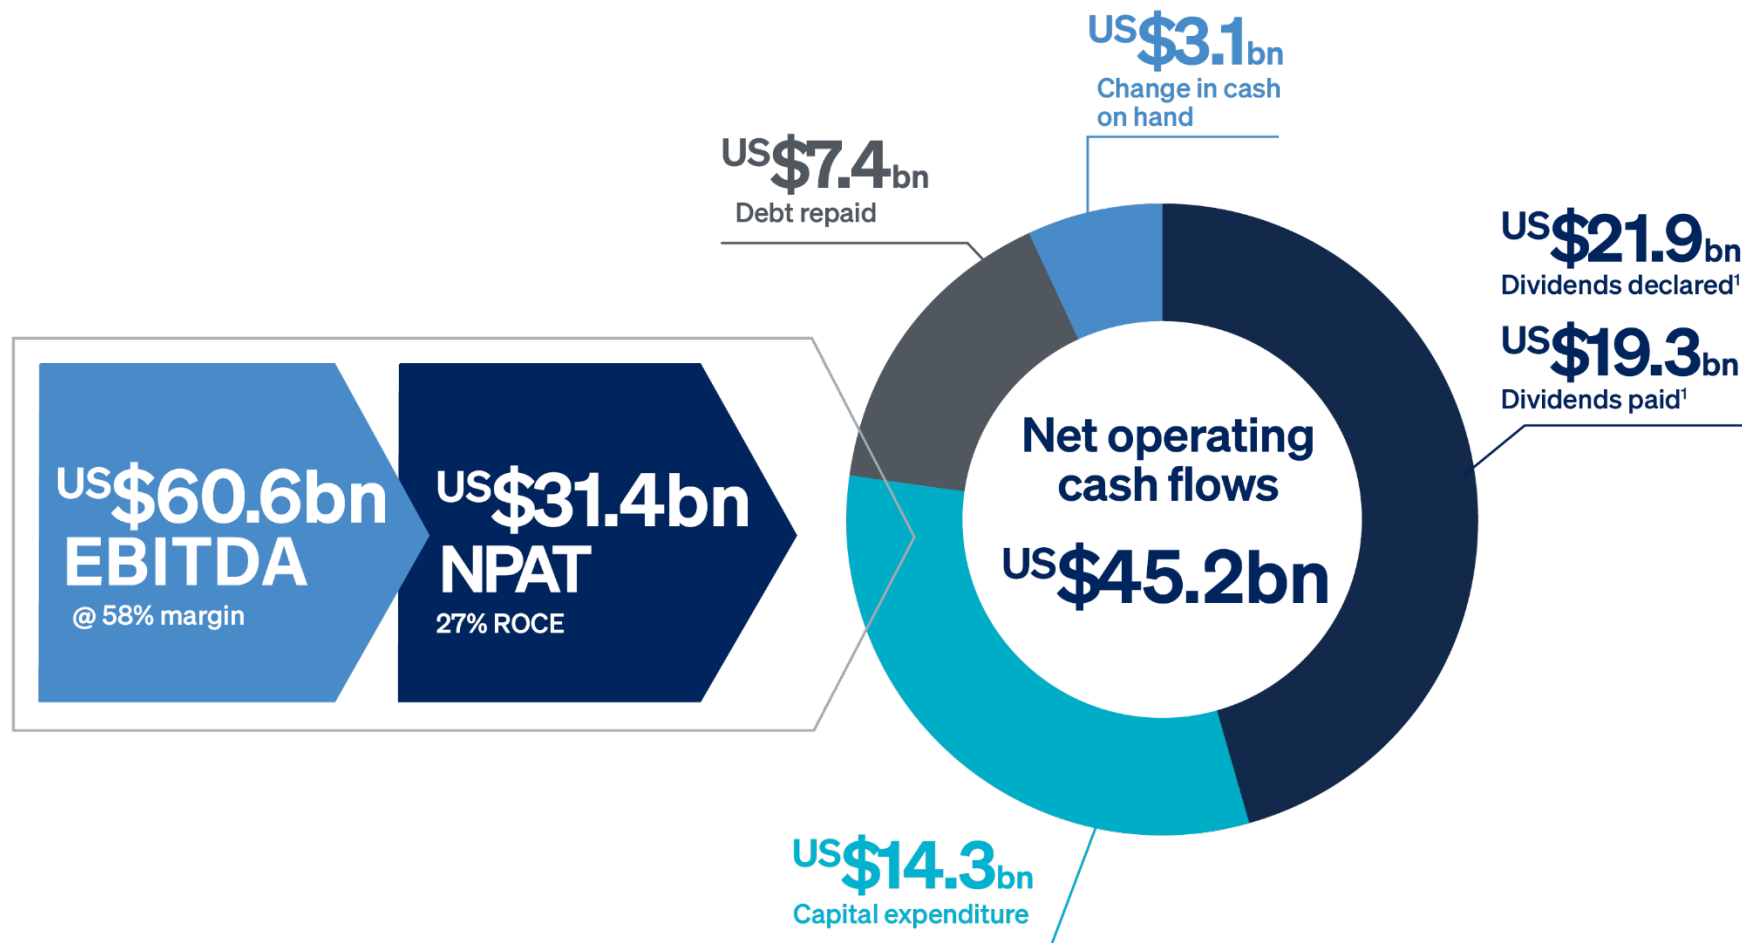 US$3.1bn
Change in cash
on hand
US$7.4bn
Debt repaid
US$21.9bn
Dividends declared¹
US$19.3bn
Dividends paid¹
US$60.6bn
EBITDA
@ 58% margin
US$31.4bn
NPAT
27% ROCE
Net operating
cash flows
US$45.2bn
US$14.3bn
Capital expenditure